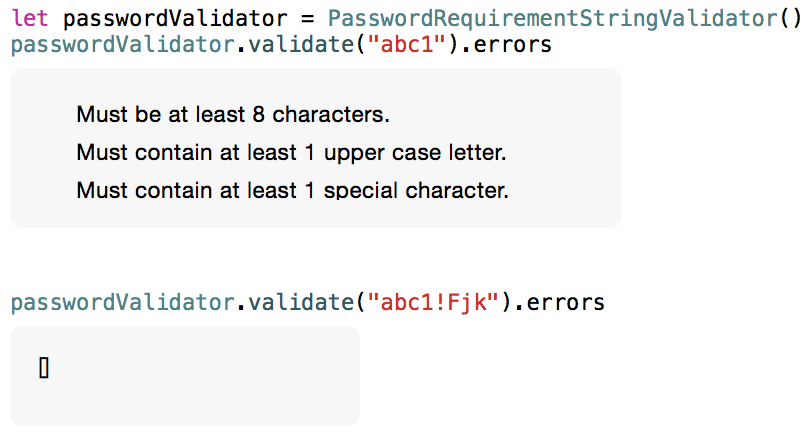 let passwordValidator = PasswordRequirementStringValidator()
passwordValidator.validate("abc1").errors
Must be at least 8 characters.
Must contain at least 1 upper case letter.
Must contain at least 1 special character.
passwordValidator.validate("abc1!Fjk").errors
[]